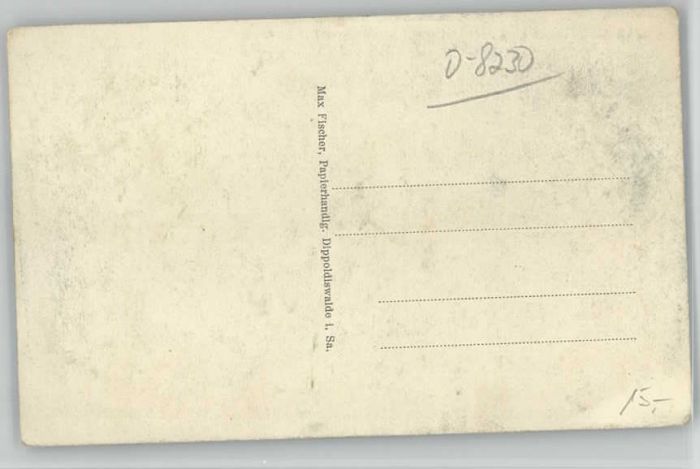 D-8230
Max Fischer, Papierhandlg. Dippoldiswalde i. Sa.
15,-